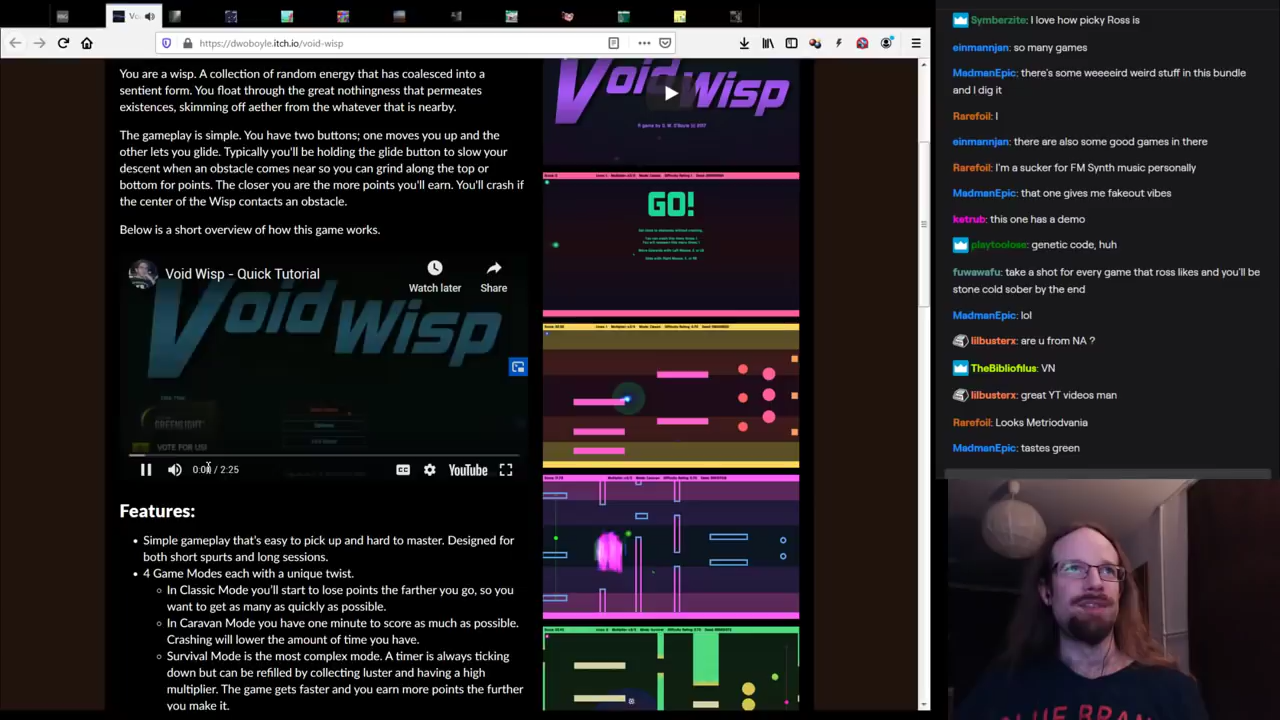 Vo
https://dwoboyle.itch.io/void-wisp
You are a wisp. A collection of random energy that has coalesced into a
sentient form. You float through the great nothingness that permeates
existences, skimming off aether from the whatever that is nearby.
The gameplay is simple. You have two buttons; one moves you up and the
other lets you glide. Typically you'll be holding the glide button to slow your
descent when an obstacle comes near so you can grind along the top or
bottom for points. The closer you are the more points you'll earn. You'll crash if
the center of the Wisp contacts an obstacle.
Below is a short overview of how this game works.
Void Wisp - Quick Tutorial
Watch later
Share
Void Wisp
GREENLIGHT
VOTE FOR US!
/ 2:25
CC
YouTube
Features:
Simple gameplay that's easy to pick up and hard to master. Designed for
both short spurts and long sessions.
4 Game Modes each with a unique twist.
In Classic Mode you'll start to lose points the farther you go, so you
want to get as many as quickly as possible.
In Caravan Mode you have one minute to score as much as possible.
Crashing will lower the amount of time you have.
Survival Mode is the most complex mode. A timer is always ticking
down but can be refilled by collecting luster and having a high
multiplier. The game gets faster and you earn more points the further
you make it.
Void Wisp
GO!
Symberzite: I love how picky Ross is
einmannjan: so many games
MadmanEpic: there's some weeeeird weird stuff in this bundle
and I dig it
Rarefoil: I
einmannjan: there are also some good games in there
Rarefoil: I'm a sucker for FM Synth music personally
MadmanEpic: that one gives me fakeout vibes
ketrub: this one has a demo
playtoolose: genetic code, huh
fuwawafu: take a shot for every game that ross likes and you'll be
stone cold sober by the end
MadmanEpic: lol
lilbusterx: are u from NA ?
TheBibliofilus: VN
lilbusterx: great YT videos man
Rarefoil: Looks Metriodvania
MadmanEpic: tastes green